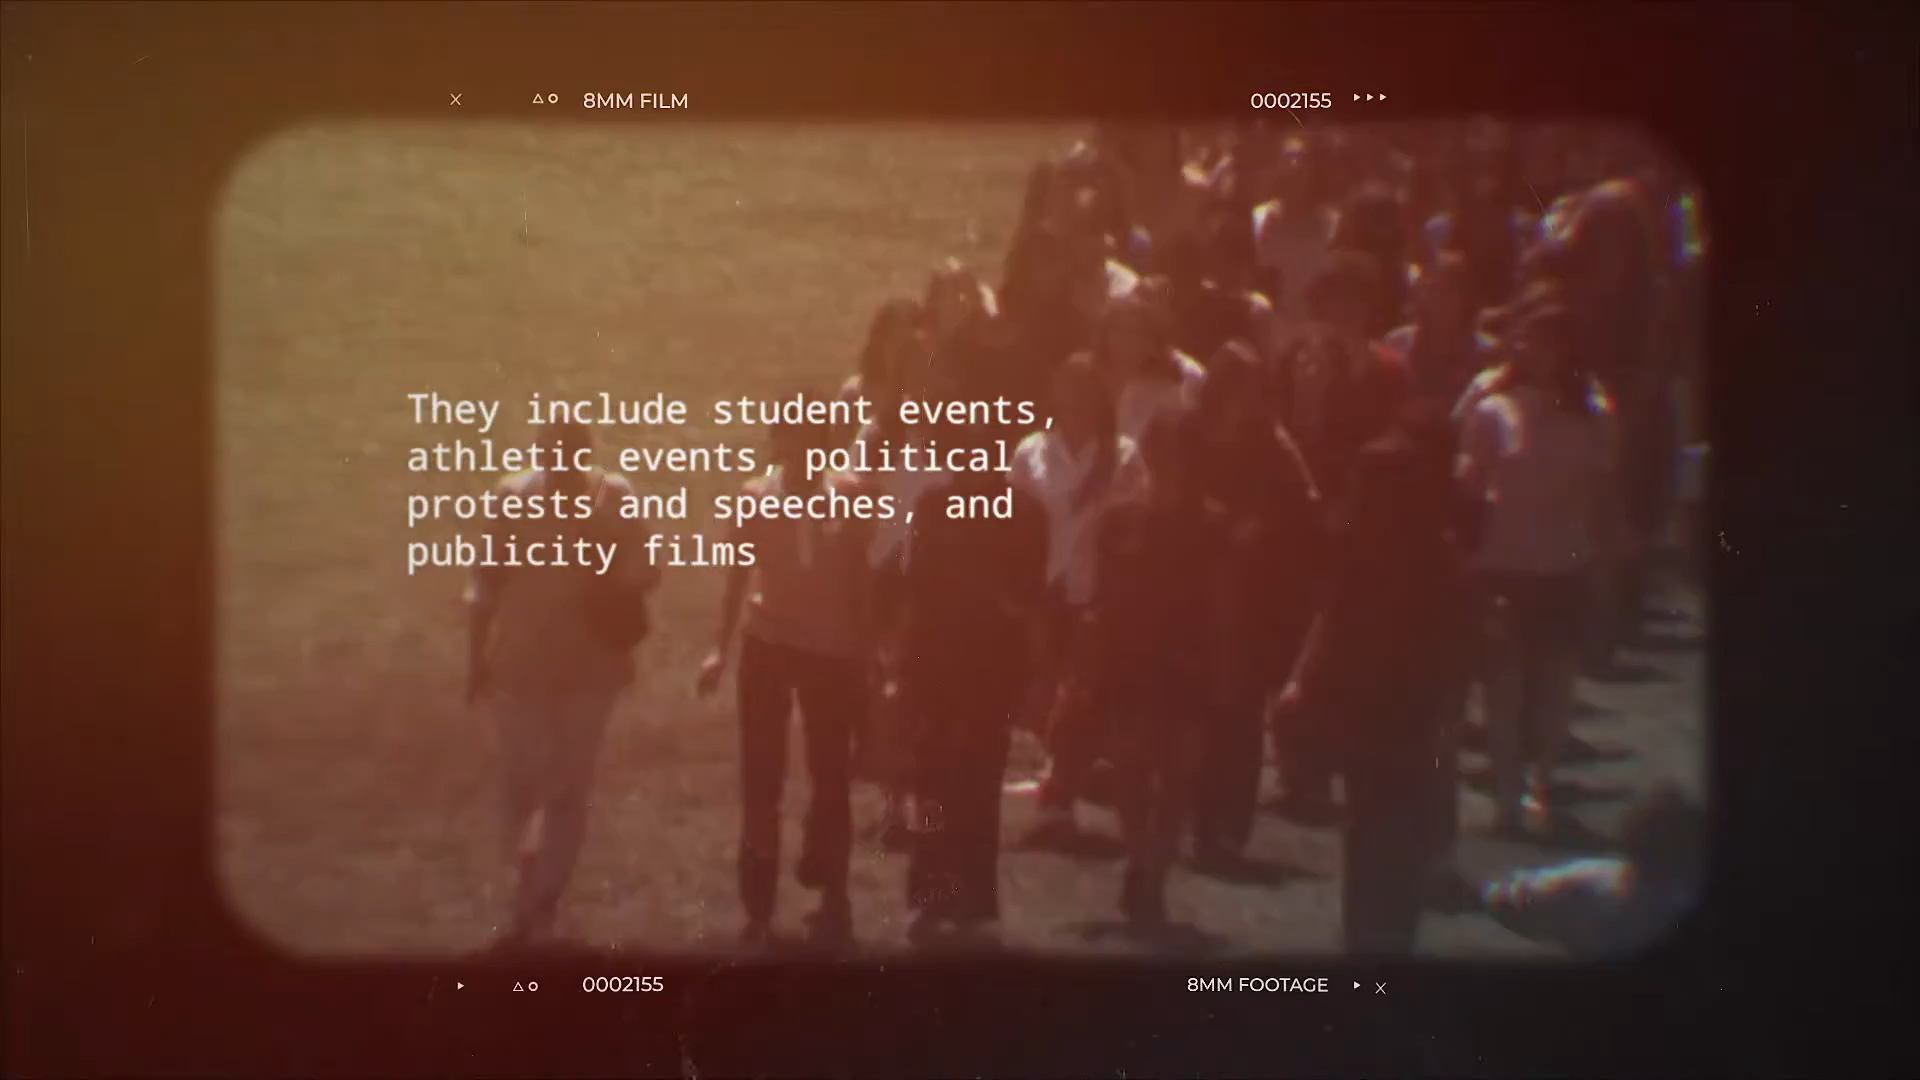 8MM FILM
0002155
They include student events,
athletic events, political
protests and speeches, and
publicity films
0002155
8MM FOOTAGE